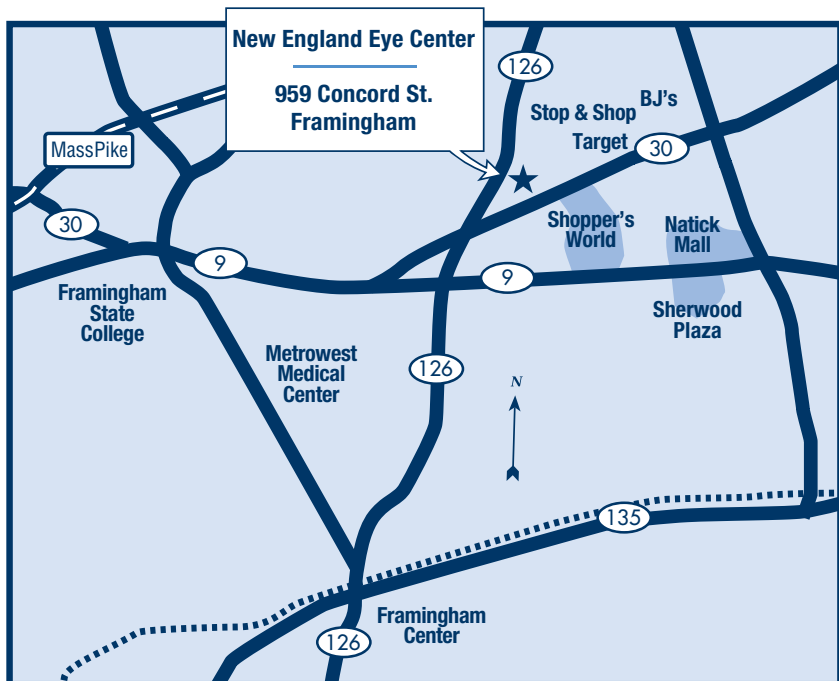 New England Eye Center
959 Concord St.
Framingham
126
BJ's
Stop & Shop
Target
30
MassPike
30
9
Shopper's
World
Natick
Mall
9
Framingham
State
College
Sherwood
Plaza
Metrowest
Medical
Center
126
N
135
Framingham
Center
126